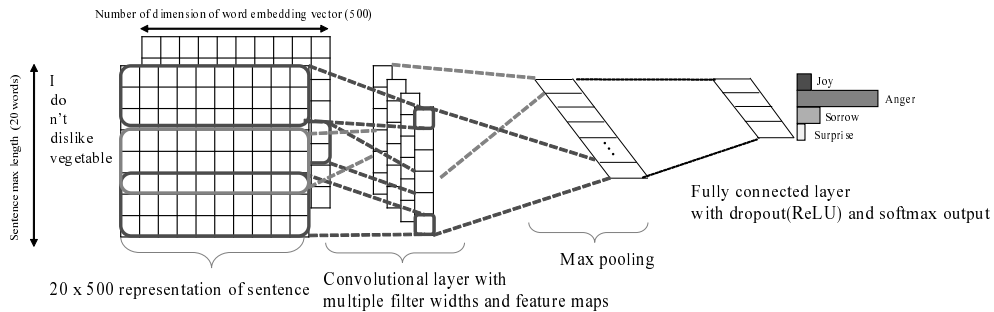 Number of dimension of word embedding vector (500)
Sentence max length (20 words)
I
do
n't
dislike
vegetable
Joy
Anger
Sorrow
Surprise
Fully connected layer
with dropout(ReLU) and softmax output
Max pooling
Convolutional layer with
multiple filter widths and feature maps
20 x 500 representation of sentence